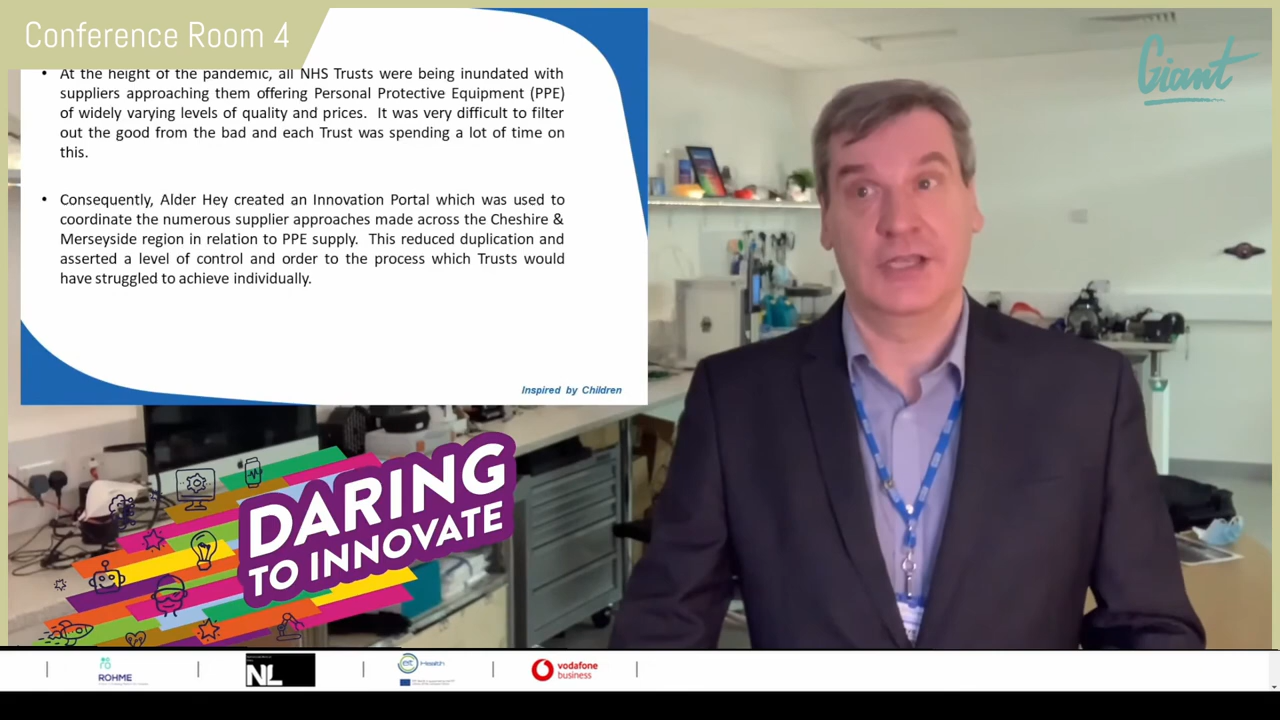 Conference Room 4
Giant
• At the height of the pandemic, all NHS Trusts were being inundated with
suppliers approaching them offering Personal Protective Equipment (PPE)
of widely varying levels of quality and prices. It was very difficult to filter
out the good from the bad and each Trust was spending a lot of time on
this.
• Consequently, Alder Hey created an Innovation Portal which was used to
coordinate the numerous supplier approaches made across the Cheshire &
Merseyside region in relation to PPE supply. This reduced duplication and
asserted a level of control and order to the process which Trusts would
have struggled to achieve individually.
Inspired by Children
DARING
TO INNOVATE
ROHME
NL
Health
vodafone
business